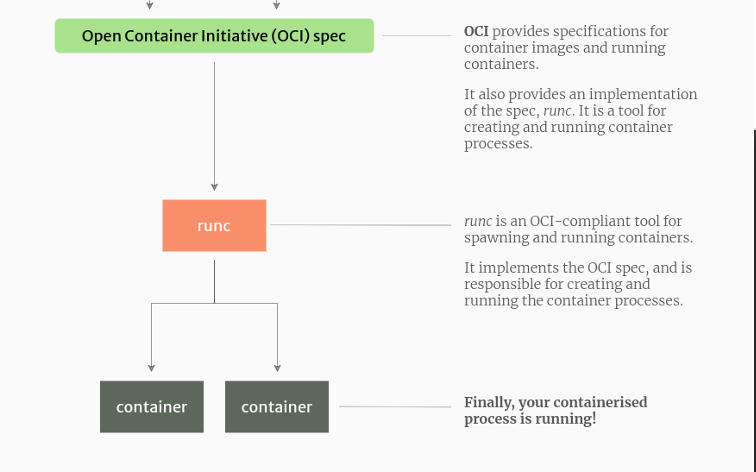 Open Container Initiative (OCI) spec
OCI provides specifications for
container images and running
containers.
It also provides an implementation
of the spec, runc. It is a tool for
creating and running container
processes.
runc
runc is an OCI-compliant tool for
spawning and running containers.
It implements the OCI spec, and is
responsible for creating and
running the container processes.
container
container
Finally, your containerised
process is running!